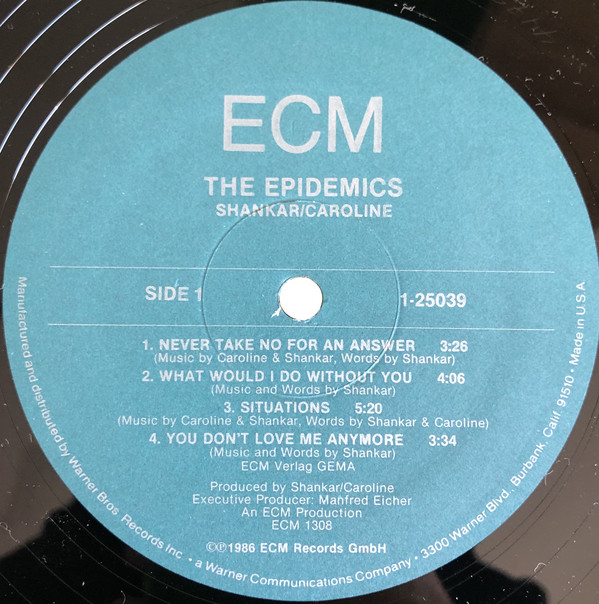 ECM
THE EPIDEMICS
SHANKAR/CAROLINE
SIDE 1
1-25039
1. NEVER TAKE NO FOR AN ANSWER 3:26
(Music by Caroline & Shankar, Words by Shankar)
2. WHAT WOULD I DO WITHOUT YOU 4:06
(Music and Words by Shankar)
3. SITUATIONS 5:20
(Music by Caroline & Shankar, Words by Shankar & Caroline)
4. YOU DON'T LOVE ME ANYMORE 3:34
(Music and Words by Shankar)
ECM Verlag GEMA
Produced by Shankar/Caroline
Executive Producer: Manfred Eicher
An ECM Production
ECM 1308
©℗1986 ECM Records GmbH
Manufactured and distributed by Warner Bros. Records Inc. • a Warner Communications Company • 3300 Warner Blvd., Burbank, Calif. 91510 • Made in U.S.A.